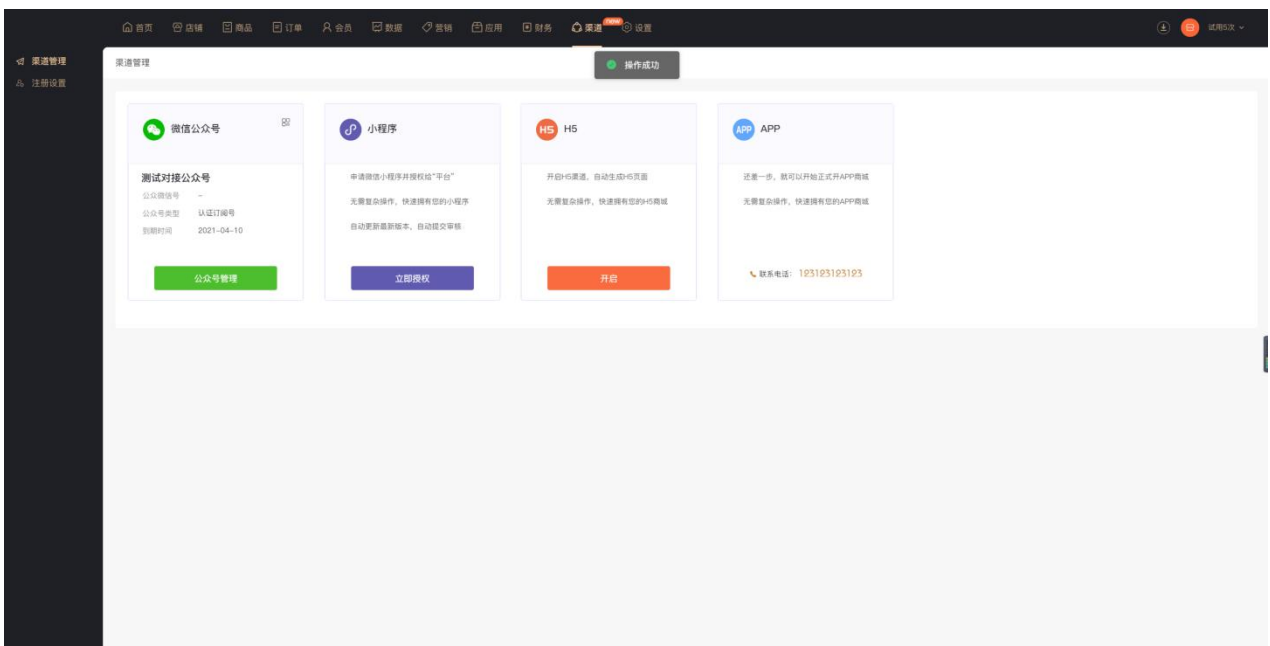 首页 店铺 商品 订单 会员 数据 营销 应用 财务 渠道 new 设置 试用5次
渠道管理
注册设置
渠道管理
操作成功
微信公众号
测试对接公众号
公众微信号 -
公众号类型 认证订阅号
到期时间 2021-04-10
公众号管理
小程序
申请微信小程序并授权给"平台"
无需复杂操作，快速拥有您的小程序
自动更新最新版本，自动提交审核
立即授权
H5 H5
开启H5渠道，自动生成H5页面
无需复杂操作，快速拥有您的H5商城
开启
APP APP
还差一步，就可以开始正式开APP商城
无需复杂操作，快速拥有您的APP商城
联系电话： 123123123123